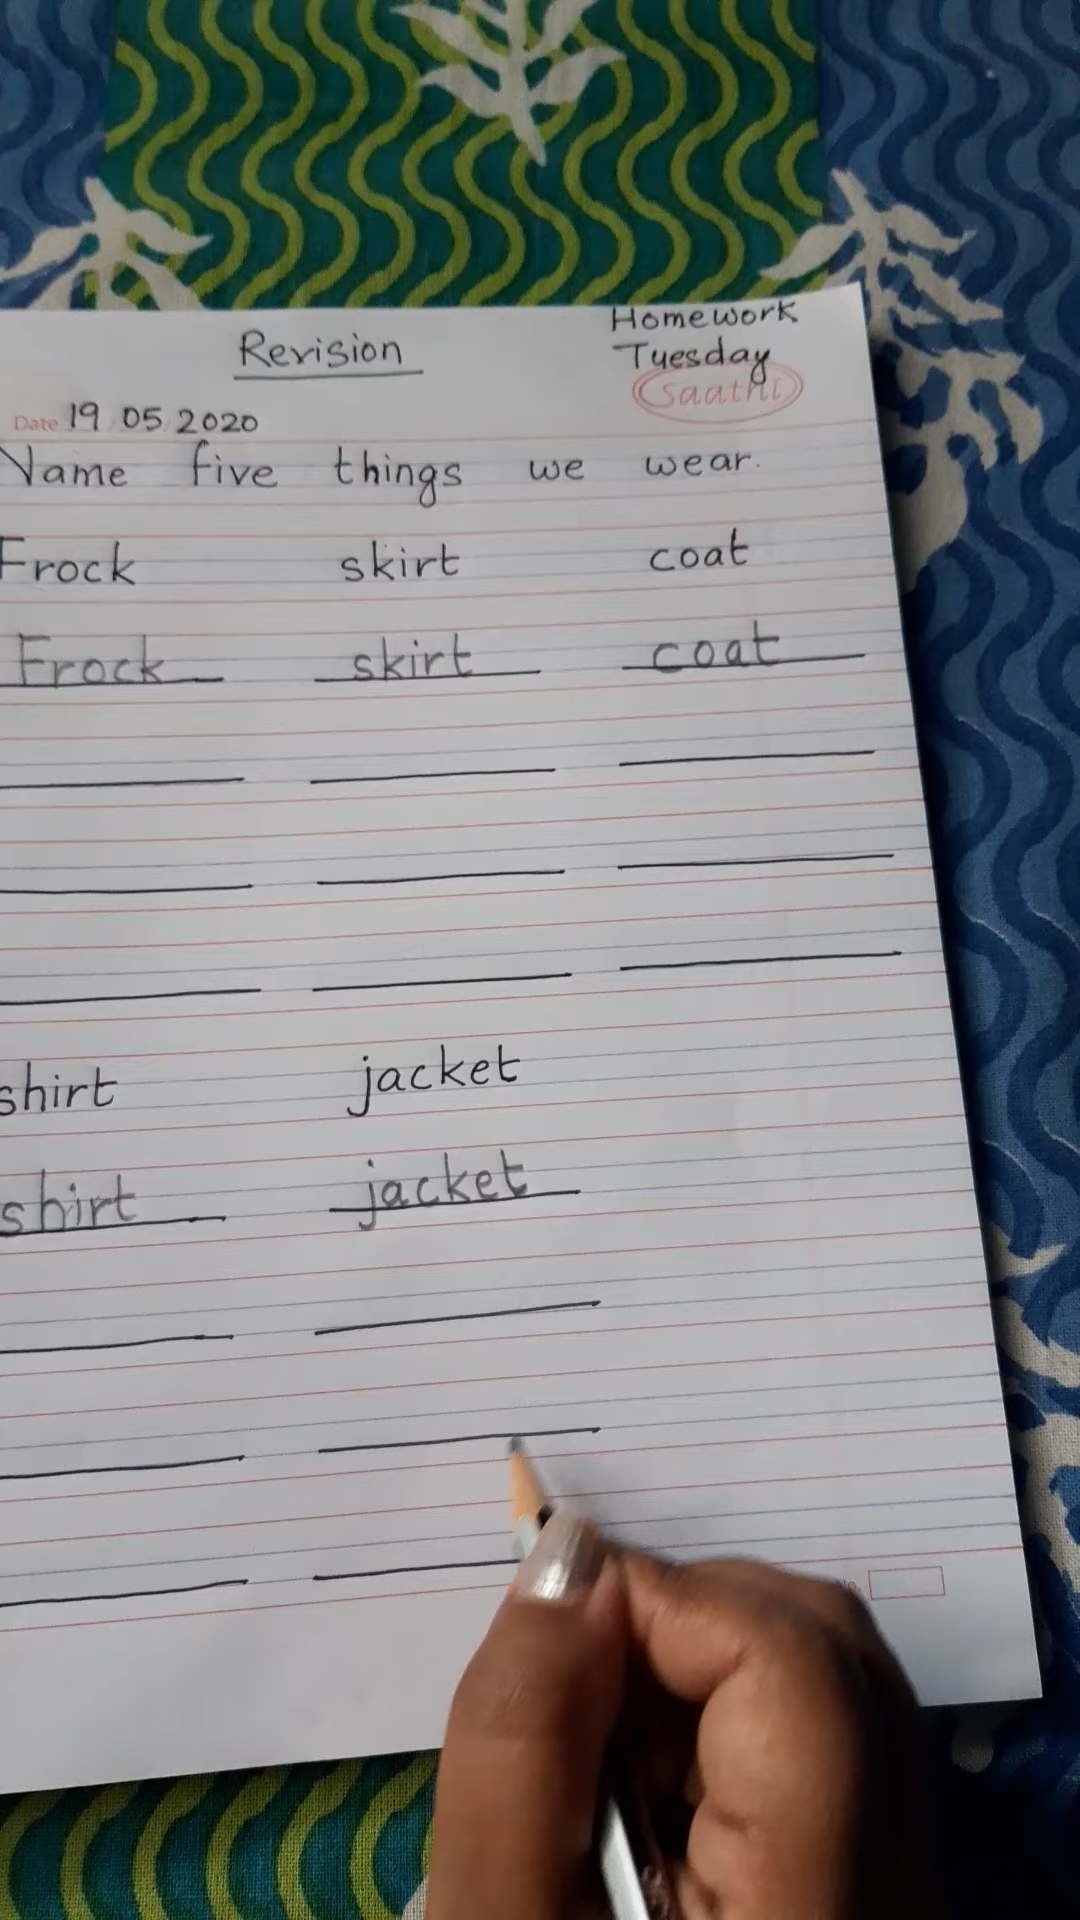 Homework
Revision Tuesday
saathi
Date 19 05 2020
Name five things we wear.
Frock skirt coat
Frock skirt coat
shirt jacket
shirt jacket
No.